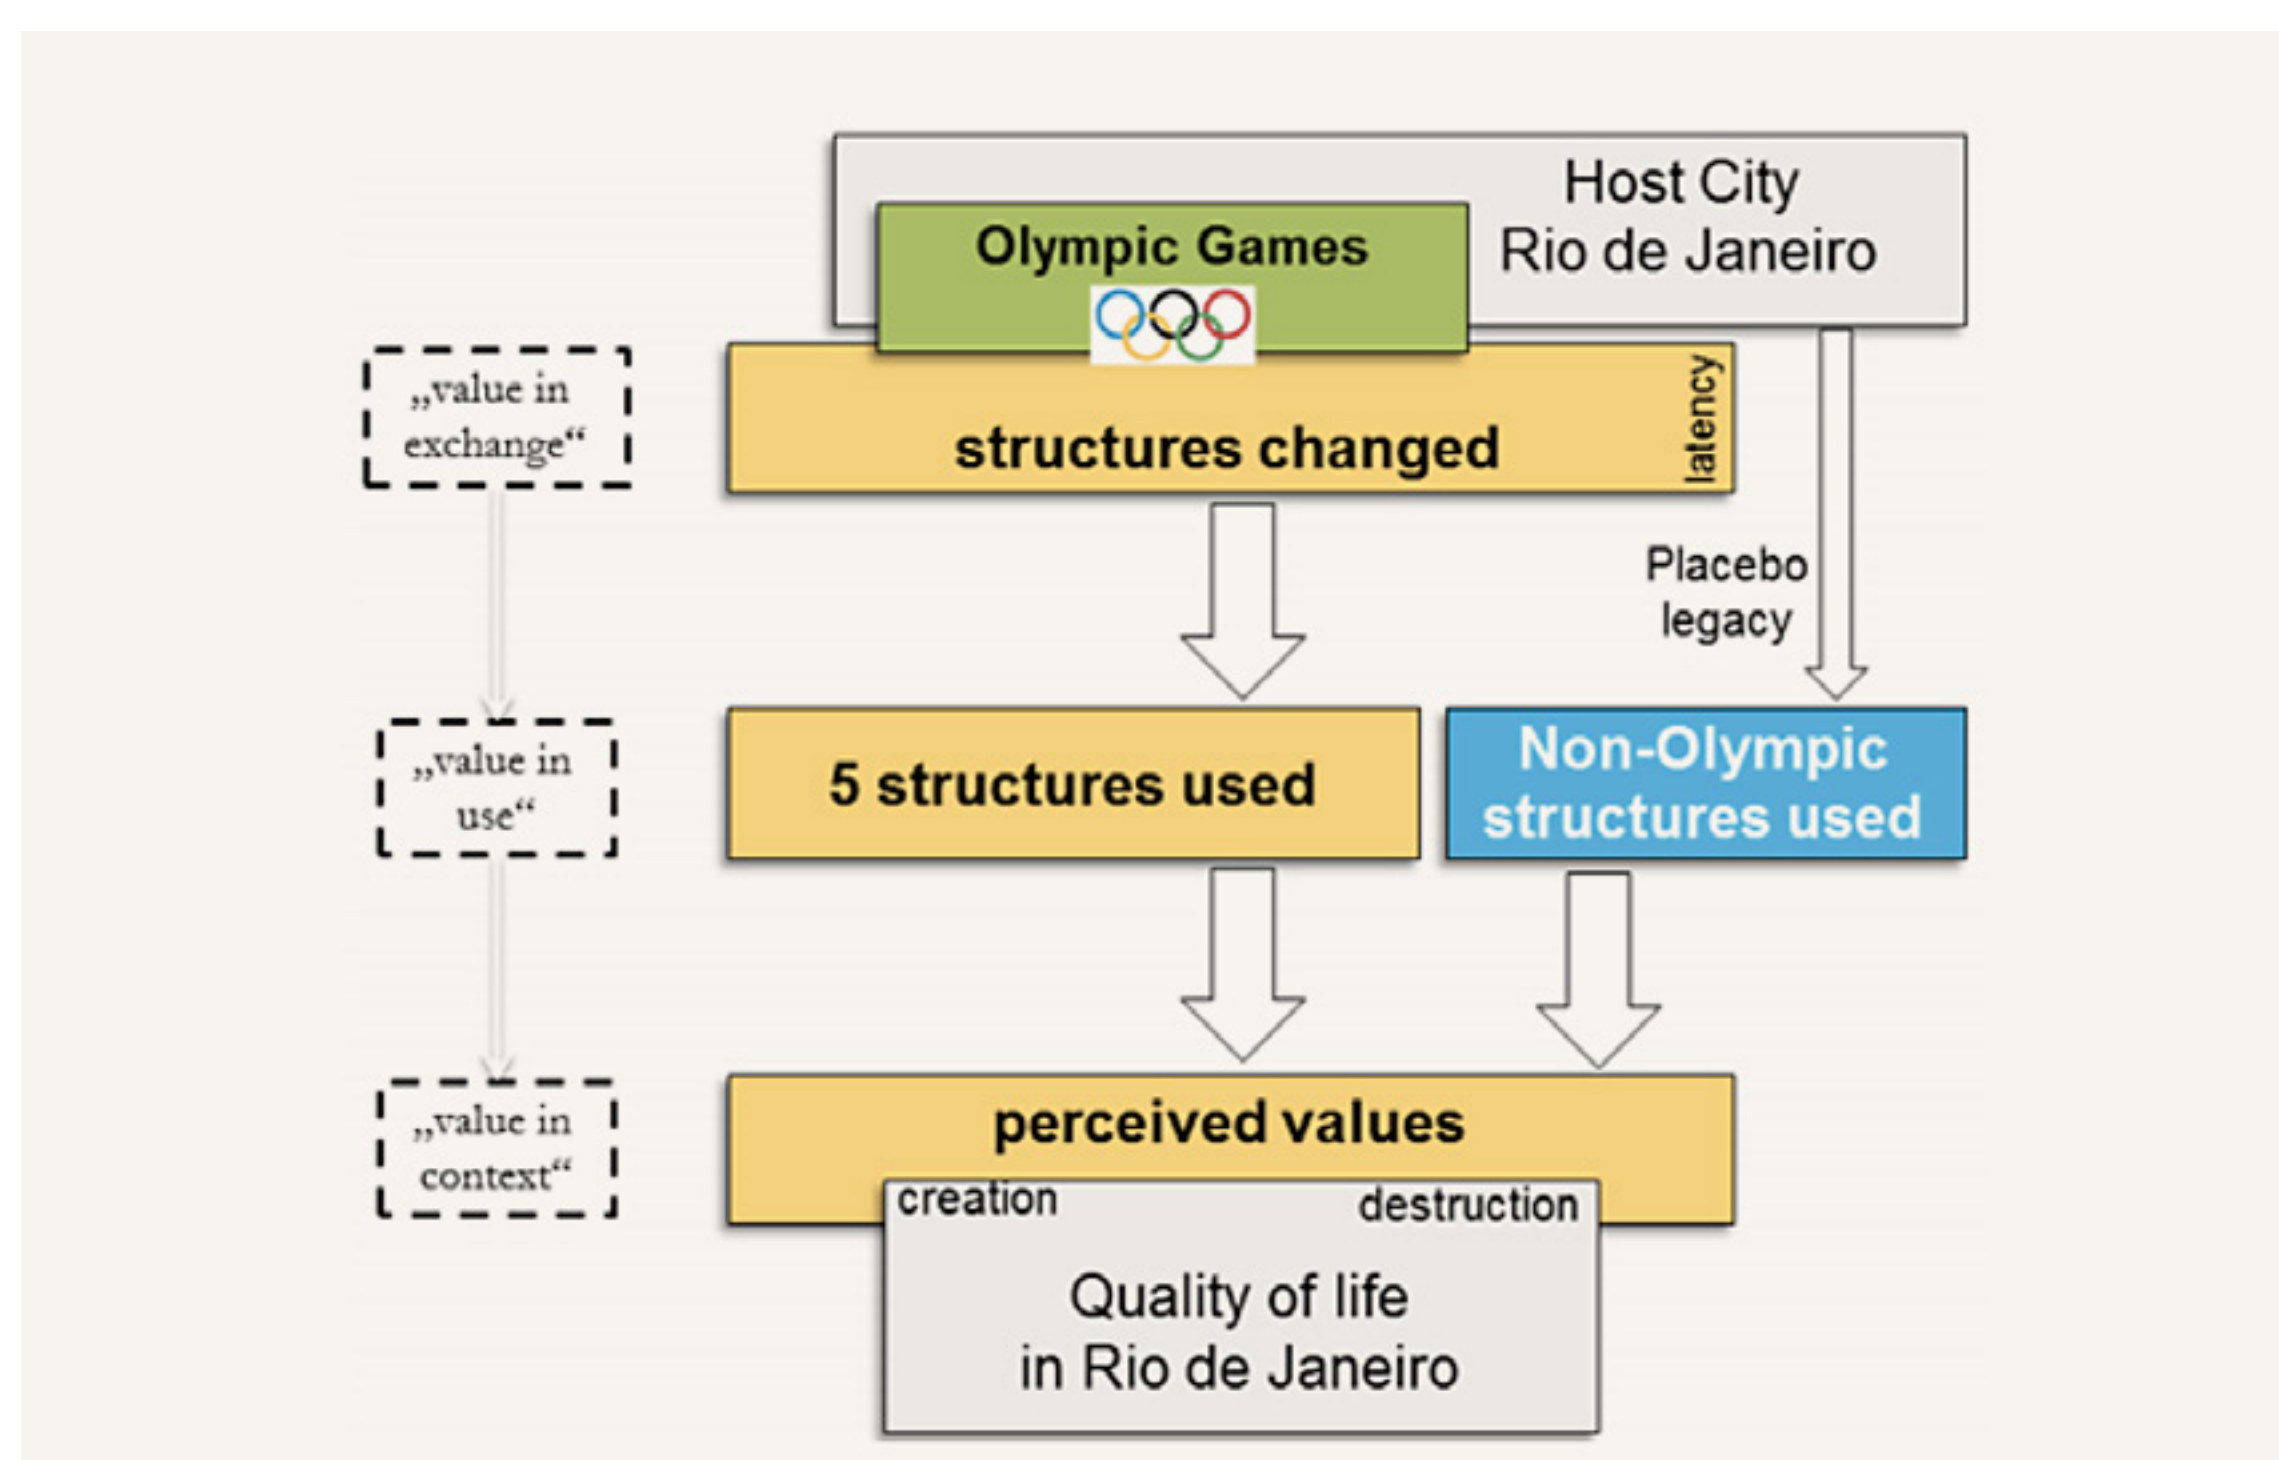 Host City
Rio de Janeiro
Olympic Games
„value in
exchange“
structures changed
latency
Placebo
legacy
„value in
use“
5 structures used
Non-Olympic
structures used
„value in
context“
perceived values
creation
destruction
Quality of life
in Rio de Janeiro